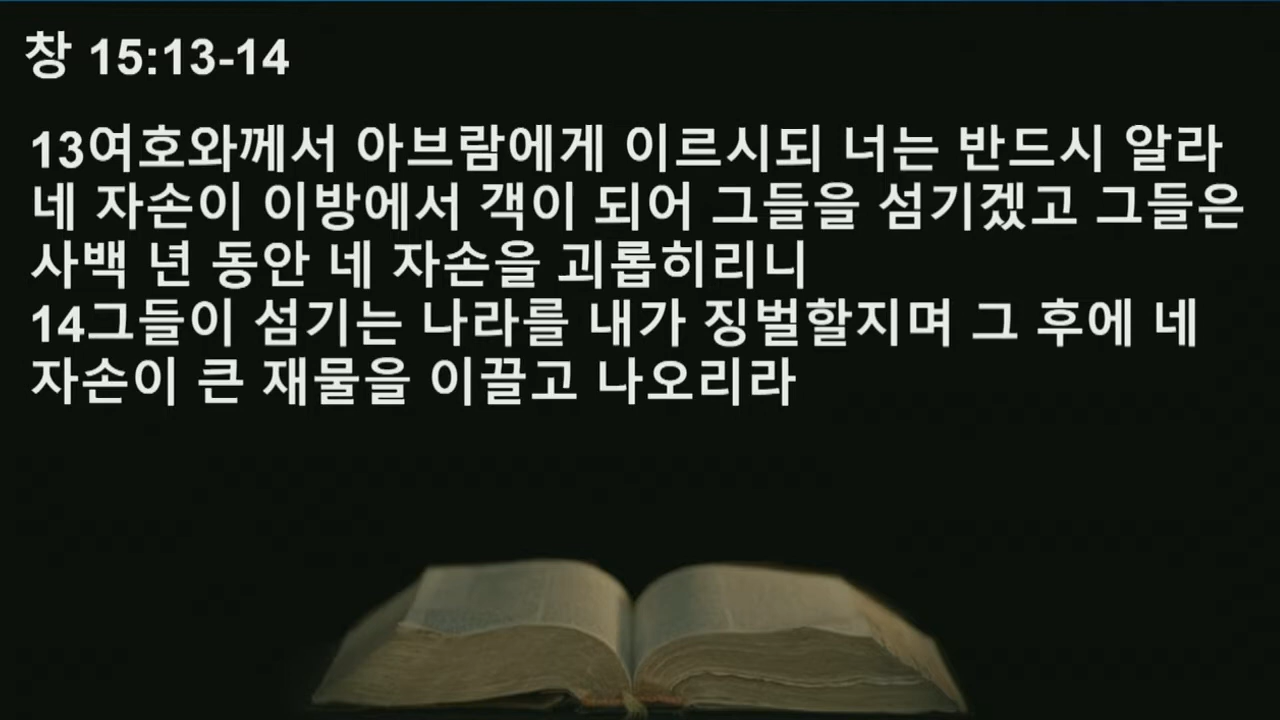 창 15:13-14
13여호와께서 아브람에게 이르시되 너는 반드시 알라
네 자손이 이방에서 객이 되어 그들을 섬기겠고 그들은
사백 년 동안 네 자손을 괴롭히리니
14그들이 섬기는 나라를 내가 징벌할지며 그 후에 네
자손이 큰 재물을 이끌고 나오리라